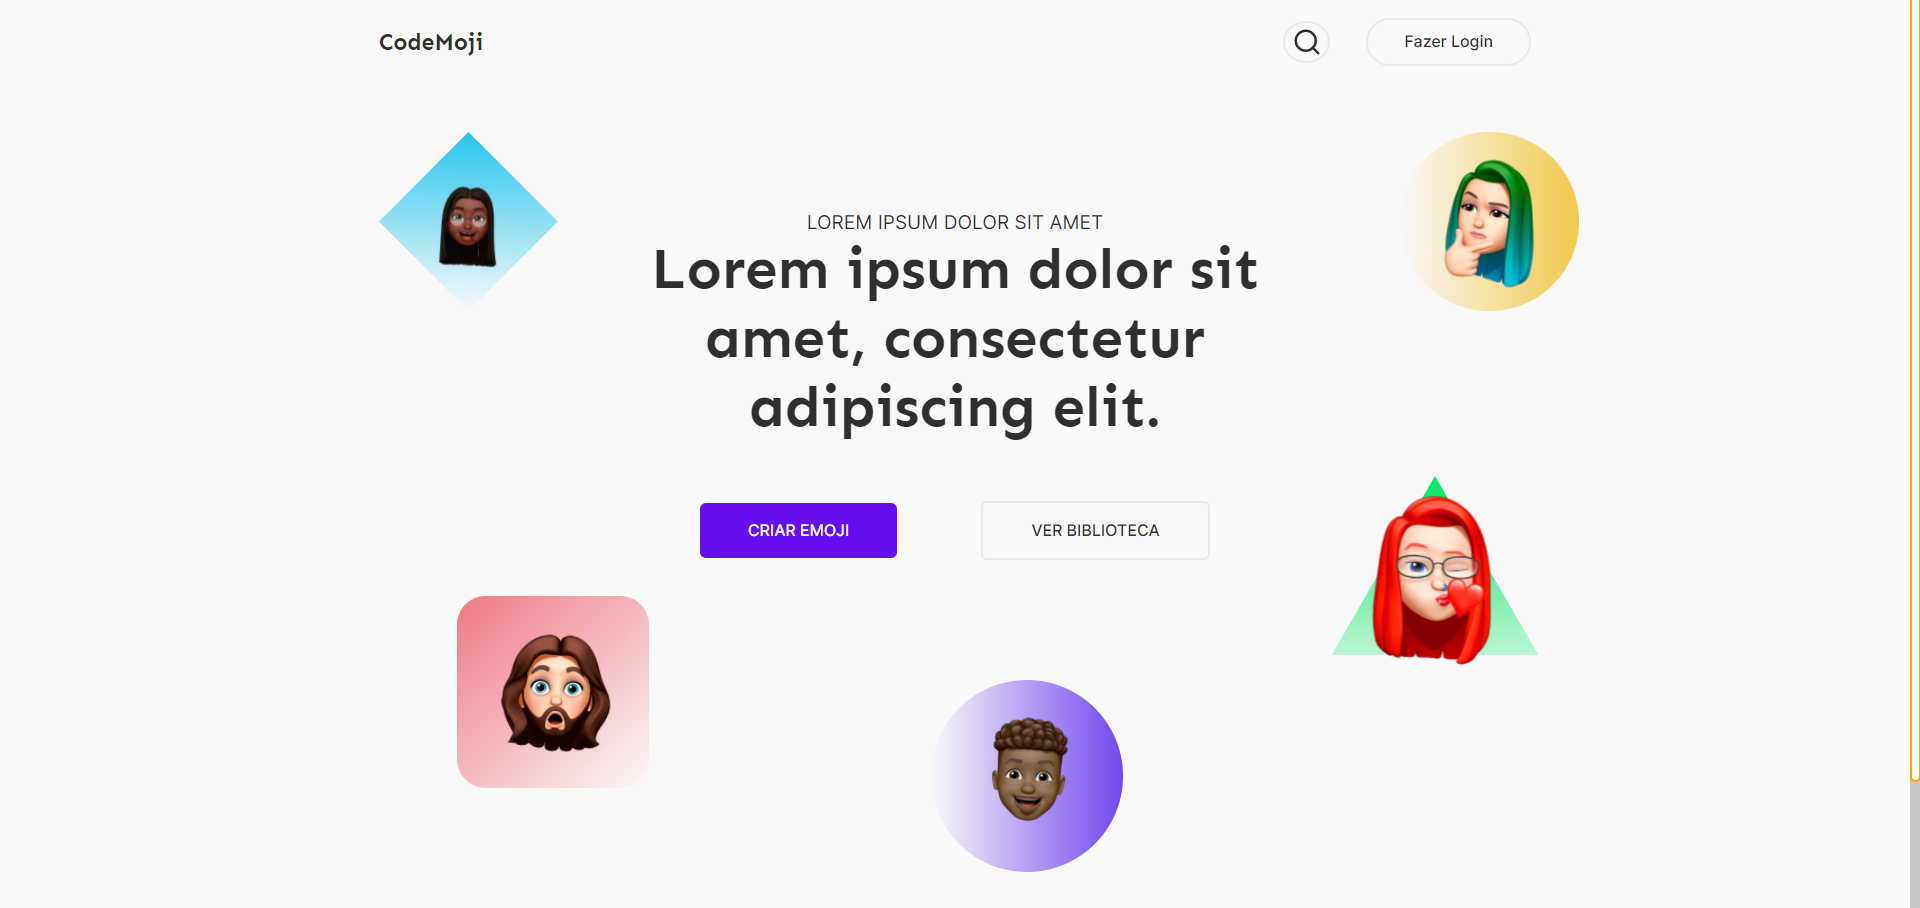 CodeMoji
Fazer Login
LOREM IPSUM DOLOR SIT AMET
Lorem ipsum dolor sit
amet, consectetur
adipiscing elit.
CRIAR EMOJI
VER BIBLIOTECA